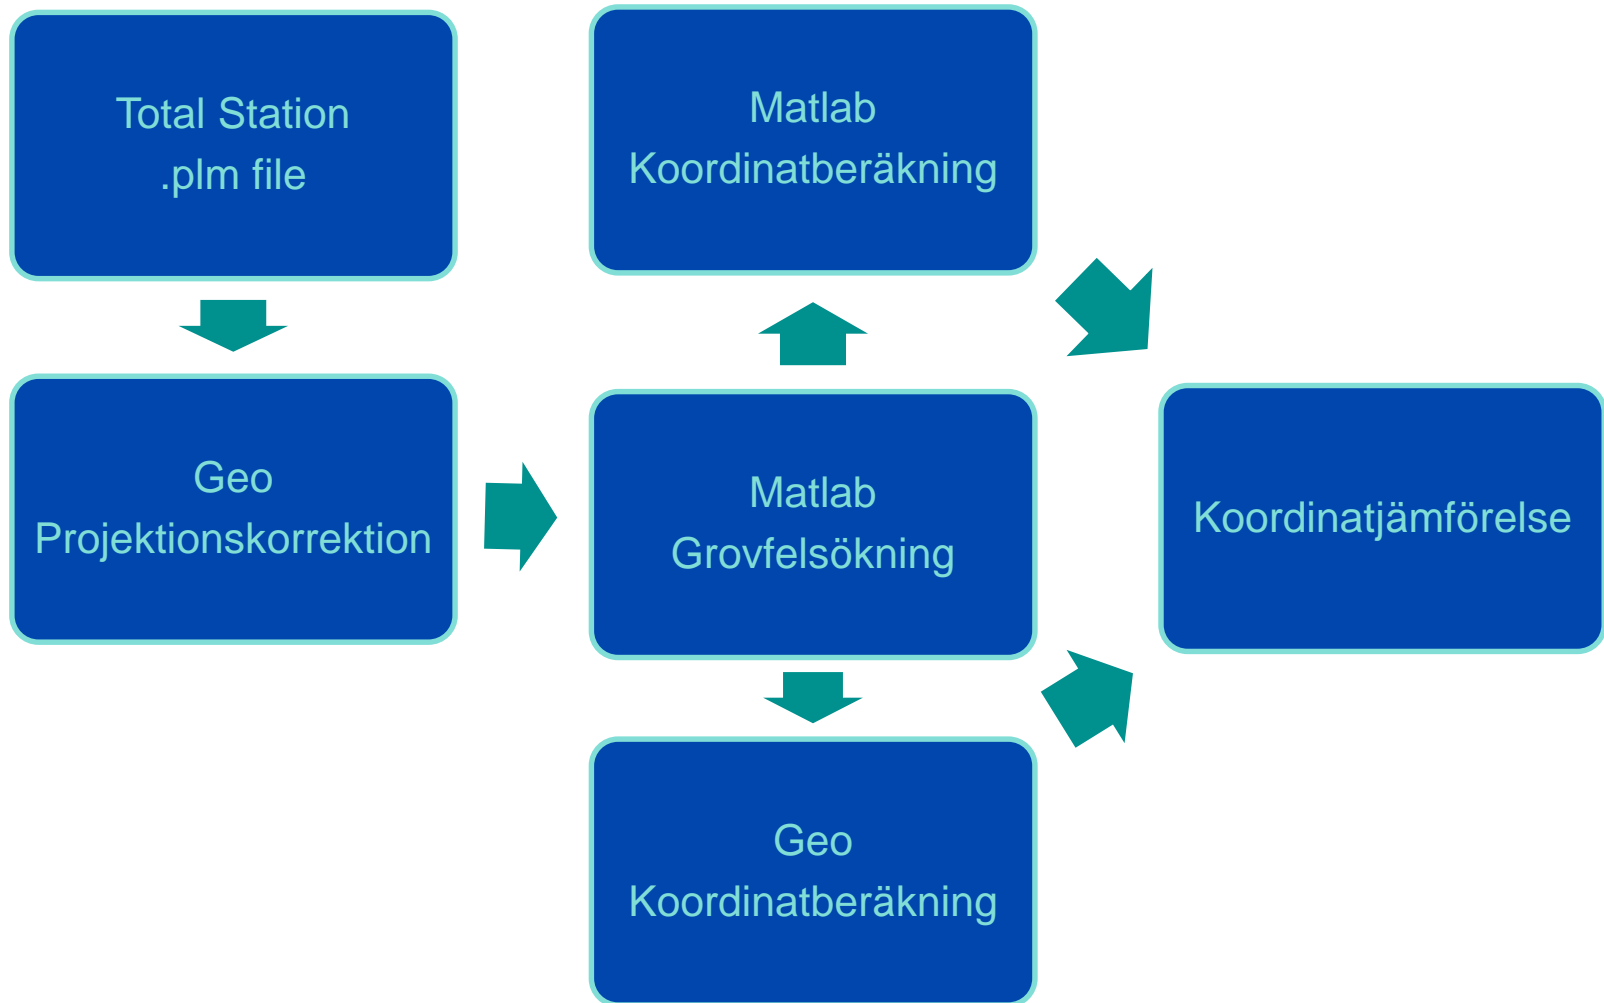 Total Station
.plm file
Geo
Projektionskorrektion
Matlab
Grovfelsökning
Matlab
Koordinatberäkning
Geo
Koordinatberäkning
Koordinatjämförelse